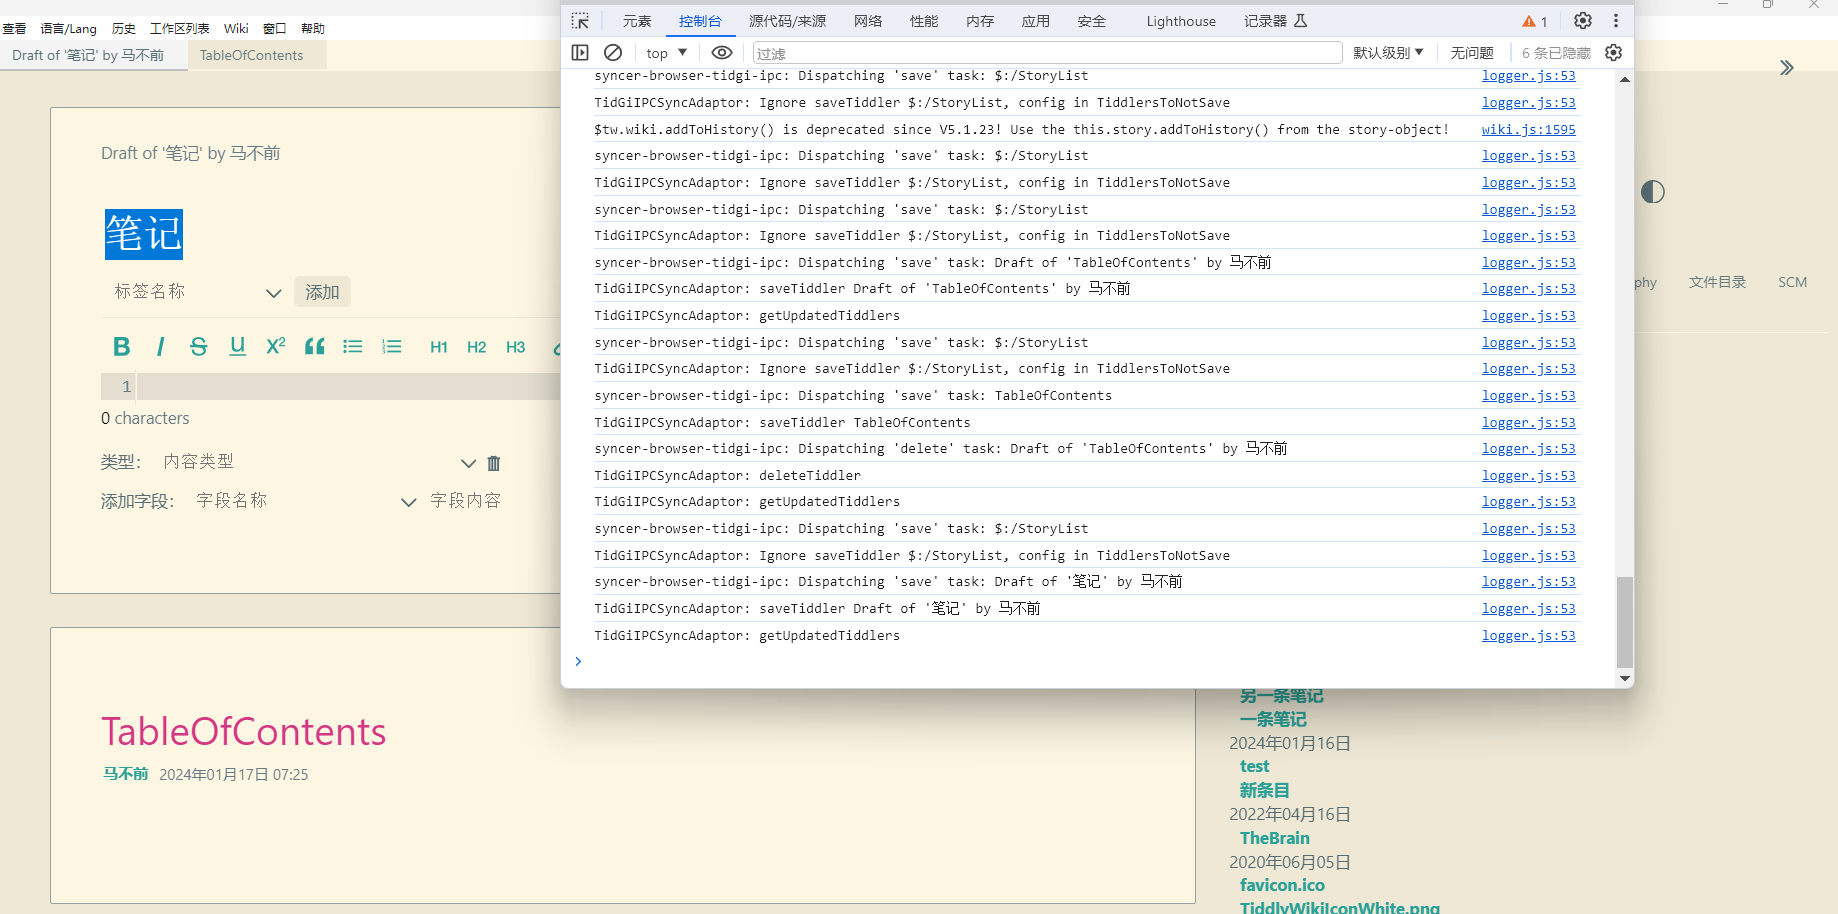 查看 语言/Lang 历史 工作区列表 Wiki 窗口 帮助
Draft of '笔记' by 马不前
TableOfContents
Draft of '笔记' by 马不前
笔记
标签名称 添加
B I S U X² H1 H2 H3
1
0 characters
类型： 内容类型
添加字段： 字段名称 字段内容
TableOfContents
马不前 2024年01月17日 07:25
元素 控制台 源代码/来源 网络 性能 内存 应用 安全 Lighthouse 记录器 1
top 过滤 默认级别 无问题 6 条已隐藏
syncer-browser-tidgi-ipc: Dispatching 'save' task: $:/StoryList logger.js:53
TidGiIPCSyncAdaptor: Ignore saveTiddler $:/StoryList, config in TiddlersToNotSave logger.js:53
$tw.wiki.addToHistory() is deprecated since V5.1.23! Use the this.story.addToHistory() from the story-object! wiki.js:1595
syncer-browser-tidgi-ipc: Dispatching 'save' task: $:/StoryList logger.js:53
TidGiIPCSyncAdaptor: Ignore saveTiddler $:/StoryList, config in TiddlersToNotSave logger.js:53
syncer-browser-tidgi-ipc: Dispatching 'save' task: $:/StoryList logger.js:53
TidGiIPCSyncAdaptor: Ignore saveTiddler $:/StoryList, config in TiddlersToNotSave logger.js:53
syncer-browser-tidgi-ipc: Dispatching 'save' task: Draft of 'TableOfContents' by 马不前 logger.js:53
TidGiIPCSyncAdaptor: saveTiddler Draft of 'TableOfContents' by 马不前 logger.js:53
TidGiIPCSyncAdaptor: getUpdatedTiddlers logger.js:53
syncer-browser-tidgi-ipc: Dispatching 'save' task: $:/StoryList logger.js:53
TidGiIPCSyncAdaptor: Ignore saveTiddler $:/StoryList, config in TiddlersToNotSave logger.js:53
syncer-browser-tidgi-ipc: Dispatching 'save' task: TableOfContents logger.js:53
TidGiIPCSyncAdaptor: saveTiddler TableOfContents logger.js:53
syncer-browser-tidgi-ipc: Dispatching 'delete' task: Draft of 'TableOfContents' by 马不前 logger.js:53
TidGiIPCSyncAdaptor: deleteTiddler logger.js:53
TidGiIPCSyncAdaptor: getUpdatedTiddlers logger.js:53
syncer-browser-tidgi-ipc: Dispatching 'save' task: $:/StoryList logger.js:53
TidGiIPCSyncAdaptor: Ignore saveTiddler $:/StoryList, config in TiddlersToNotSave logger.js:53
syncer-browser-tidgi-ipc: Dispatching 'save' task: Draft of '笔记' by 马不前 logger.js:53
TidGiIPCSyncAdaptor: saveTiddler Draft of '笔记' by 马不前 logger.js:53
TidGiIPCSyncAdaptor: getUpdatedTiddlers logger.js:53
phy 文件目录 SCM
另一条笔记
一条笔记
2024年01月16日
test
新条目
2022年04月16日
TheBrain
2020年06月05日
favicon.ico
TiddlyWikiIconWhite.png